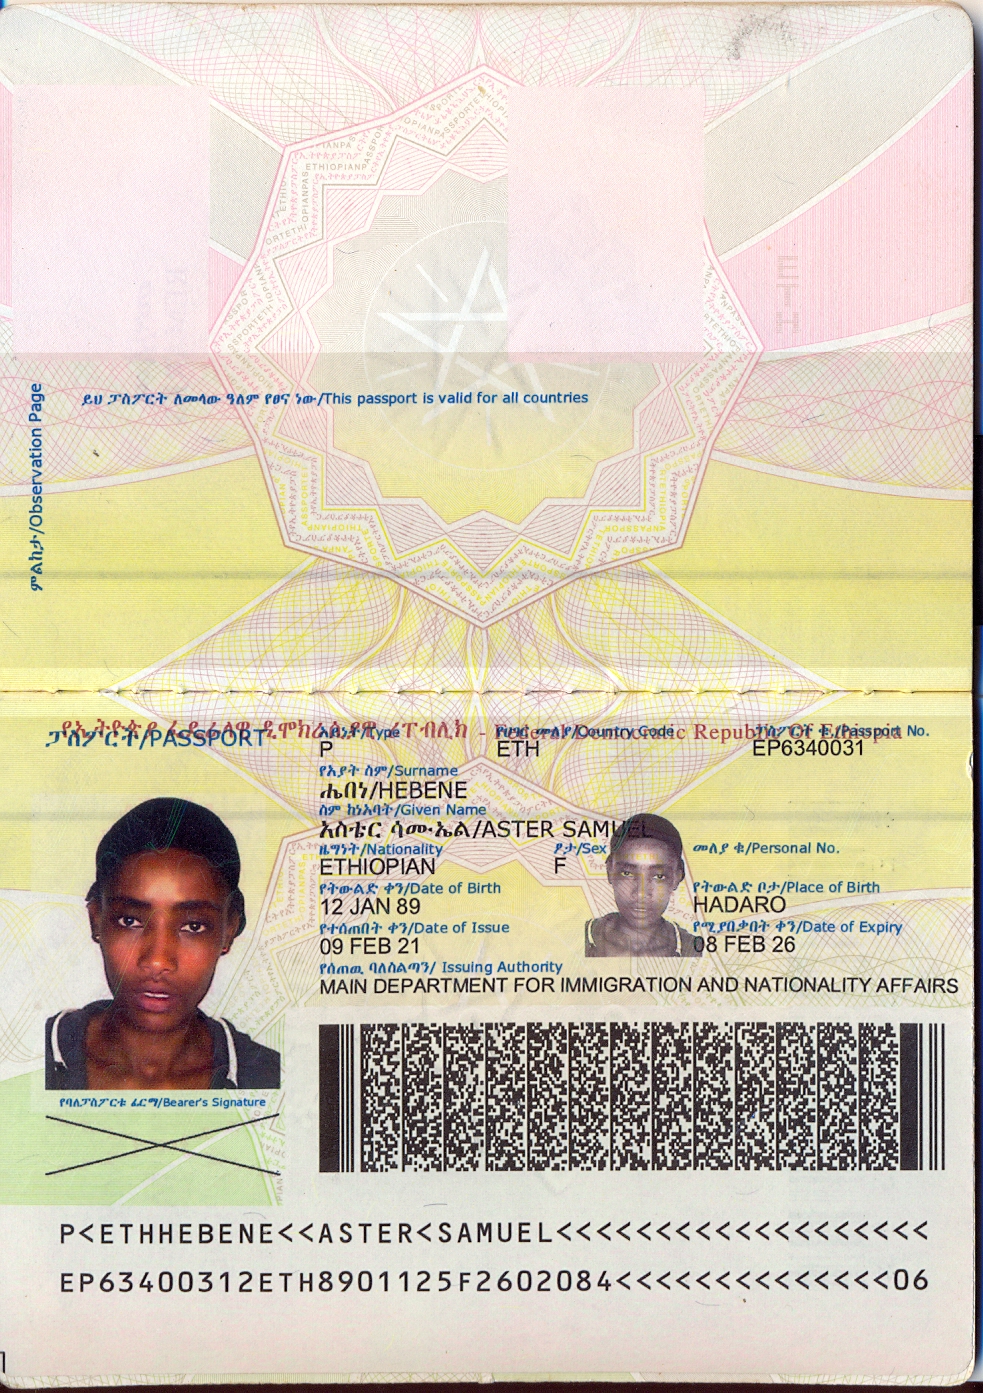 ምልከታ/Observation Page
ይህ ፓስፖርት ለመላው ዓለም የፀና ነው/This passport is valid for all countries
የኢትዮጵያ ፌዴራላዊ ዲሞክራሲያዊ ሪፐብሊክ - Federal Democratic Republic Of Ethiopia
ፓስፖርት/PASSPORT
ዓይነት/Type
የሀገር መለያ/Country Code
ፓስፖርት ቁ./Passport No.
P
ETH
EP6340031
የአያት ስም/Surname
ሔበነ/HEBENE
ስም ከነአባት/Given Name
አስቴር ሳሙኤል/ASTER SAMUEL
ዜግነት/Nationality
ፆታ/Sex
መለያ ቁ/Personal No.
ETHIOPIAN
F
የትውልድ ቀን/Date of Birth
የትውልድ ቦታ/Place of Birth
12 JAN 89
HADARO
የተሰጠበት ቀን/Date of Issue
የሚያበቃበት ቀን/Date of Expiry
09 FEB 21
08 FEB 26
የሰጠዉ ባለስልጣን/ Issuing Authority
MAIN DEPARTMENT FOR IMMIGRATION AND NATIONALITY AFFAIRS
የባለፓስፖርቱ ፊርማ/Bearer's Signature
P<ETHHEBENE<<ASTER<SAMUEL<<<<<<<<<<<<<<<<<<<
EP63400312ETH8901125F2602084<<<<<<<<<<<<<<06